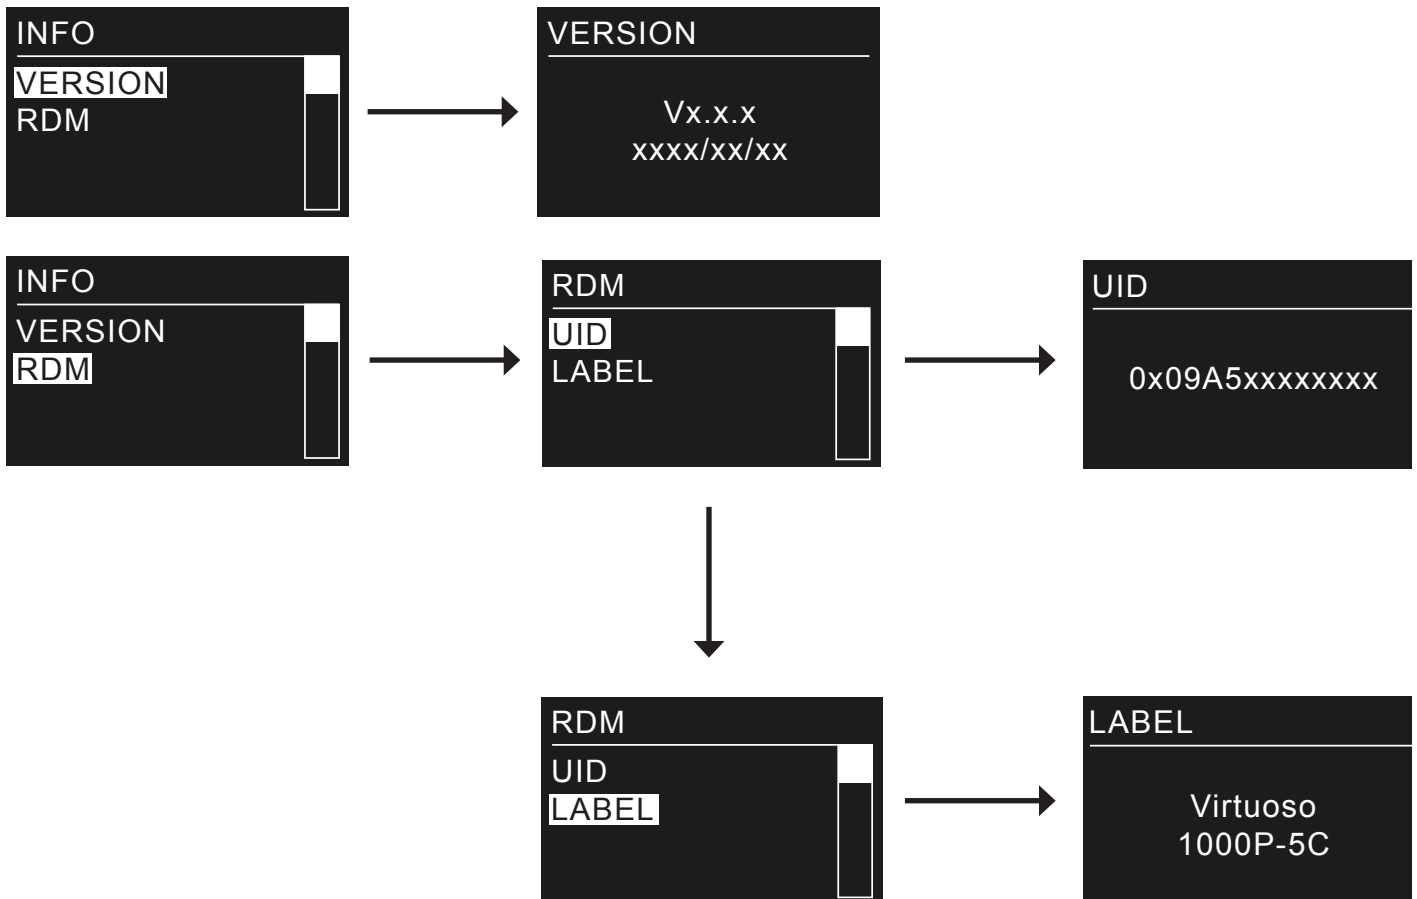 INFO
VERSION
RDM
VERSION
Vx.x.x
xxxx/xx/xx
INFO
VERSION
RDM
RDM
UID
LABEL
UID
0x09A5xxxxxxxx
RDM
UID
LABEL
LABEL
Virtuoso
1000P-5C